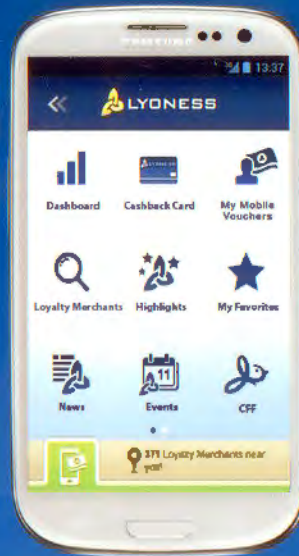 SAMSUNG
13:37
LYONESS
Dashboard
Cashback Card
My Mobile
Vouchers
Loyalty Merchants
Highlights
My Favorites
11
News
Events
CFF
371 Loyalty Merchants near
you!